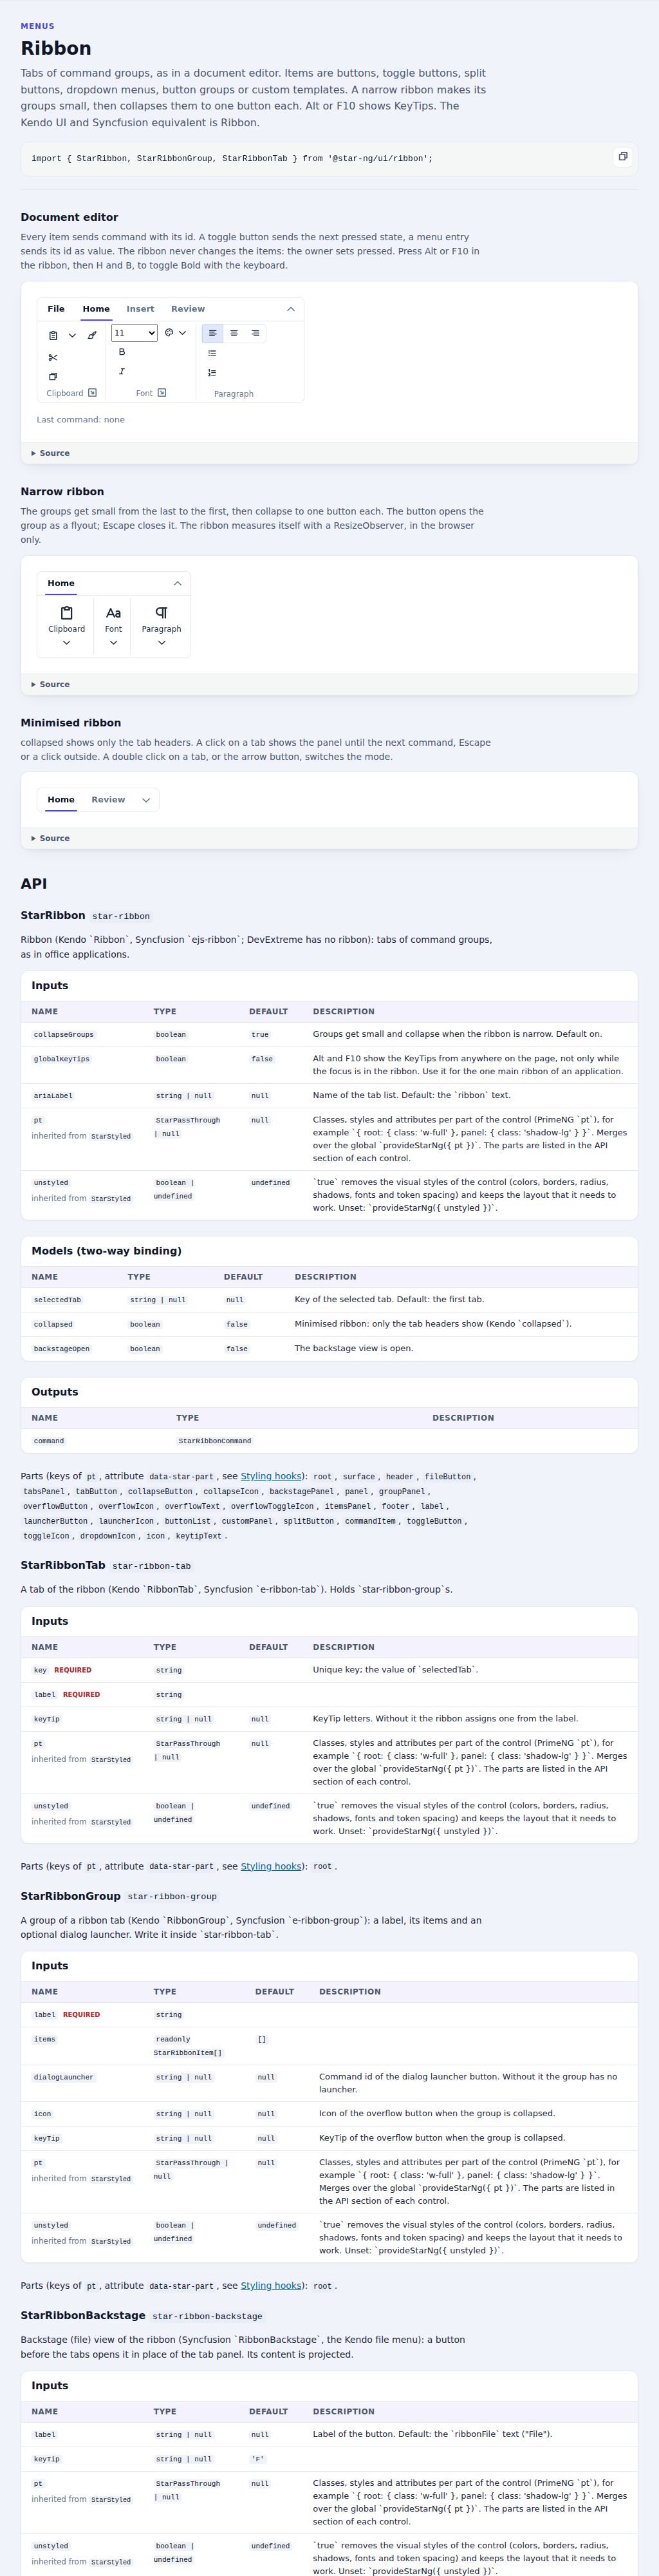 MENUS
Ribbon
Tabs of command groups, as in a document editor. Items are buttons, toggle buttons, split
buttons, dropdown menus, button groups or custom templates. A narrow ribbon makes its
groups small, then collapses them to one button each. Alt or F10 shows KeyTips. The
Kendo UI and Syncfusion equivalent is Ribbon.
import { StarRibbon, StarRibbonGroup, StarRibbonTab } from '@star-ng/ui/ribbon';
Document editor
Every item sends command with its id. A toggle button sends the next pressed state, a menu entry
sends its id as value. The ribbon never changes the items: the owner sets pressed. Press Alt or F10 in
the ribbon, then H and B, to toggle Bold with the keyboard.
File Home Insert Review
11
B
I
Clipboard Font Paragraph
Last command: none
Source
Narrow ribbon
The groups get small from the last to the first, then collapse to one button each. The button opens the
group as a flyout; Escape closes it. The ribbon measures itself with a ResizeObserver, in the browser
only.
Home
Clipboard Font Paragraph
Source
Minimised ribbon
collapsed shows only the tab headers. A click on a tab shows the panel until the next command, Escape
or a click outside. A double click on a tab, or the arrow button, switches the mode.
Home Review
Source
API
StarRibbon star-ribbon
Ribbon (Kendo `Ribbon`, Syncfusion `ejs-ribbon`; DevExtreme has no ribbon): tabs of command groups,
as in office applications.
Inputs
NAME TYPE DEFAULT DESCRIPTION
collapseGroups boolean true Groups get small and collapse when the ribbon is narrow. Default on.
globalKeyTips boolean false Alt and F10 show the KeyTips from anywhere on the page, not only while
the focus is in the ribbon. Use it for the one main ribbon of an application.
ariaLabel string | null null Name of the tab list. Default: the `ribbon` text.
pt StarPassThrough null Classes, styles and attributes per part of the control (PrimeNG `pt`), for
inherited from StarStyled | null example `{ root: { class: 'w-full' }, panel: { class: 'shadow-lg' } }`. Merges
over the global `provideStarNg({ pt })`. The parts are listed in the API
section of each control.
unstyled boolean | undefined `true` removes the visual styles of the control (colors, borders, radius,
inherited from StarStyled undefined shadows, fonts and token spacing) and keeps the layout that it needs to
work. Unset: `provideStarNg({ unstyled })`.
Models (two-way binding)
NAME TYPE DEFAULT DESCRIPTION
selectedTab string | null null Key of the selected tab. Default: the first tab.
collapsed boolean false Minimised ribbon: only the tab headers show (Kendo `collapsed`).
backstageOpen boolean false The backstage view is open.
Outputs
NAME TYPE DESCRIPTION
command StarRibbonCommand
Parts (keys of pt, attribute data-star-part, see Styling hooks): root, surface, header, fileButton,
tabsPanel, tabButton, collapseButton, collapseIcon, backstagePanel, panel, groupPanel,
overflowButton, overflowIcon, overflowText, overflowToggleIcon, itemsPanel, footer, label,
launcherButton, launcherIcon, buttonList, customPanel, splitButton, commandItem, toggleButton,
toggleIcon, dropdownIcon, icon, keytipText.
StarRibbonTab star-ribbon-tab
A tab of the ribbon (Kendo `RibbonTab`, Syncfusion `e-ribbon-tab`). Holds `star-ribbon-group`s.
Inputs
NAME TYPE DEFAULT DESCRIPTION
key REQUIRED string Unique key; the value of `selectedTab`.
label REQUIRED string
keyTip string | null null KeyTip letters. Without it the ribbon assigns one from the label.
pt StarPassThrough null Classes, styles and attributes per part of the control (PrimeNG `pt`), for
inherited from StarStyled | null example `{ root: { class: 'w-full' }, panel: { class: 'shadow-lg' } }`. Merges
over the global `provideStarNg({ pt })`. The parts are listed in the API
section of each control.
unstyled boolean | undefined `true` removes the visual styles of the control (colors, borders, radius,
inherited from StarStyled undefined shadows, fonts and token spacing) and keeps the layout that it needs to
work. Unset: `provideStarNg({ unstyled })`.
Parts (keys of pt, attribute data-star-part, see Styling hooks): root.
StarRibbonGroup star-ribbon-group
A group of a ribbon tab (Kendo `RibbonGroup`, Syncfusion `e-ribbon-group`): a label, its items and an
optional dialog launcher. Write it inside `star-ribbon-tab`.
Inputs
NAME TYPE DEFAULT DESCRIPTION
label REQUIRED string
items readonly []
StarRibbonItem[]
dialogLauncher string | null null Command id of the dialog launcher button. Without it the group has no
launcher.
icon string | null null Icon of the overflow button when the group is collapsed.
keyTip string | null null KeyTip of the overflow button when the group is collapsed.
pt StarPassThrough | null Classes, styles and attributes per part of the control (PrimeNG `pt`), for
inherited from StarStyled null example `{ root: { class: 'w-full' }, panel: { class: 'shadow-lg' } }`.
Merges over the global `provideStarNg({ pt })`. The parts are listed in
the API section of each control.
unstyled boolean | undefined `true` removes the visual styles of the control (colors, borders, radius,
inherited from StarStyled undefined shadows, fonts and token spacing) and keeps the layout that it needs to
work. Unset: `provideStarNg({ unstyled })`.
Parts (keys of pt, attribute data-star-part, see Styling hooks): root.
StarRibbonBackstage star-ribbon-backstage
Backstage (file) view of the ribbon (Syncfusion `RibbonBackstage`, the Kendo file menu): a button
before the tabs opens it in place of the tab panel. Its content is projected.
Inputs
NAME TYPE DEFAULT DESCRIPTION
label string | null null Label of the button. Default: the `ribbonFile` text ("File").
keyTip string | null 'F'
pt StarPassThrough null Classes, styles and attributes per part of the control (PrimeNG `pt`), for
inherited from StarStyled | null example `{ root: { class: 'w-full' }, panel: { class: 'shadow-lg' } }`. Merges
over the global `provideStarNg({ pt })`. The parts are listed in the API
section of each control.
unstyled boolean | undefined `true` removes the visual styles of the control (colors, borders, radius,
inherited from StarStyled undefined shadows, fonts and token spacing) and keeps the layout that it needs to
work. Unset: `provideStarNg({ unstyled })`.